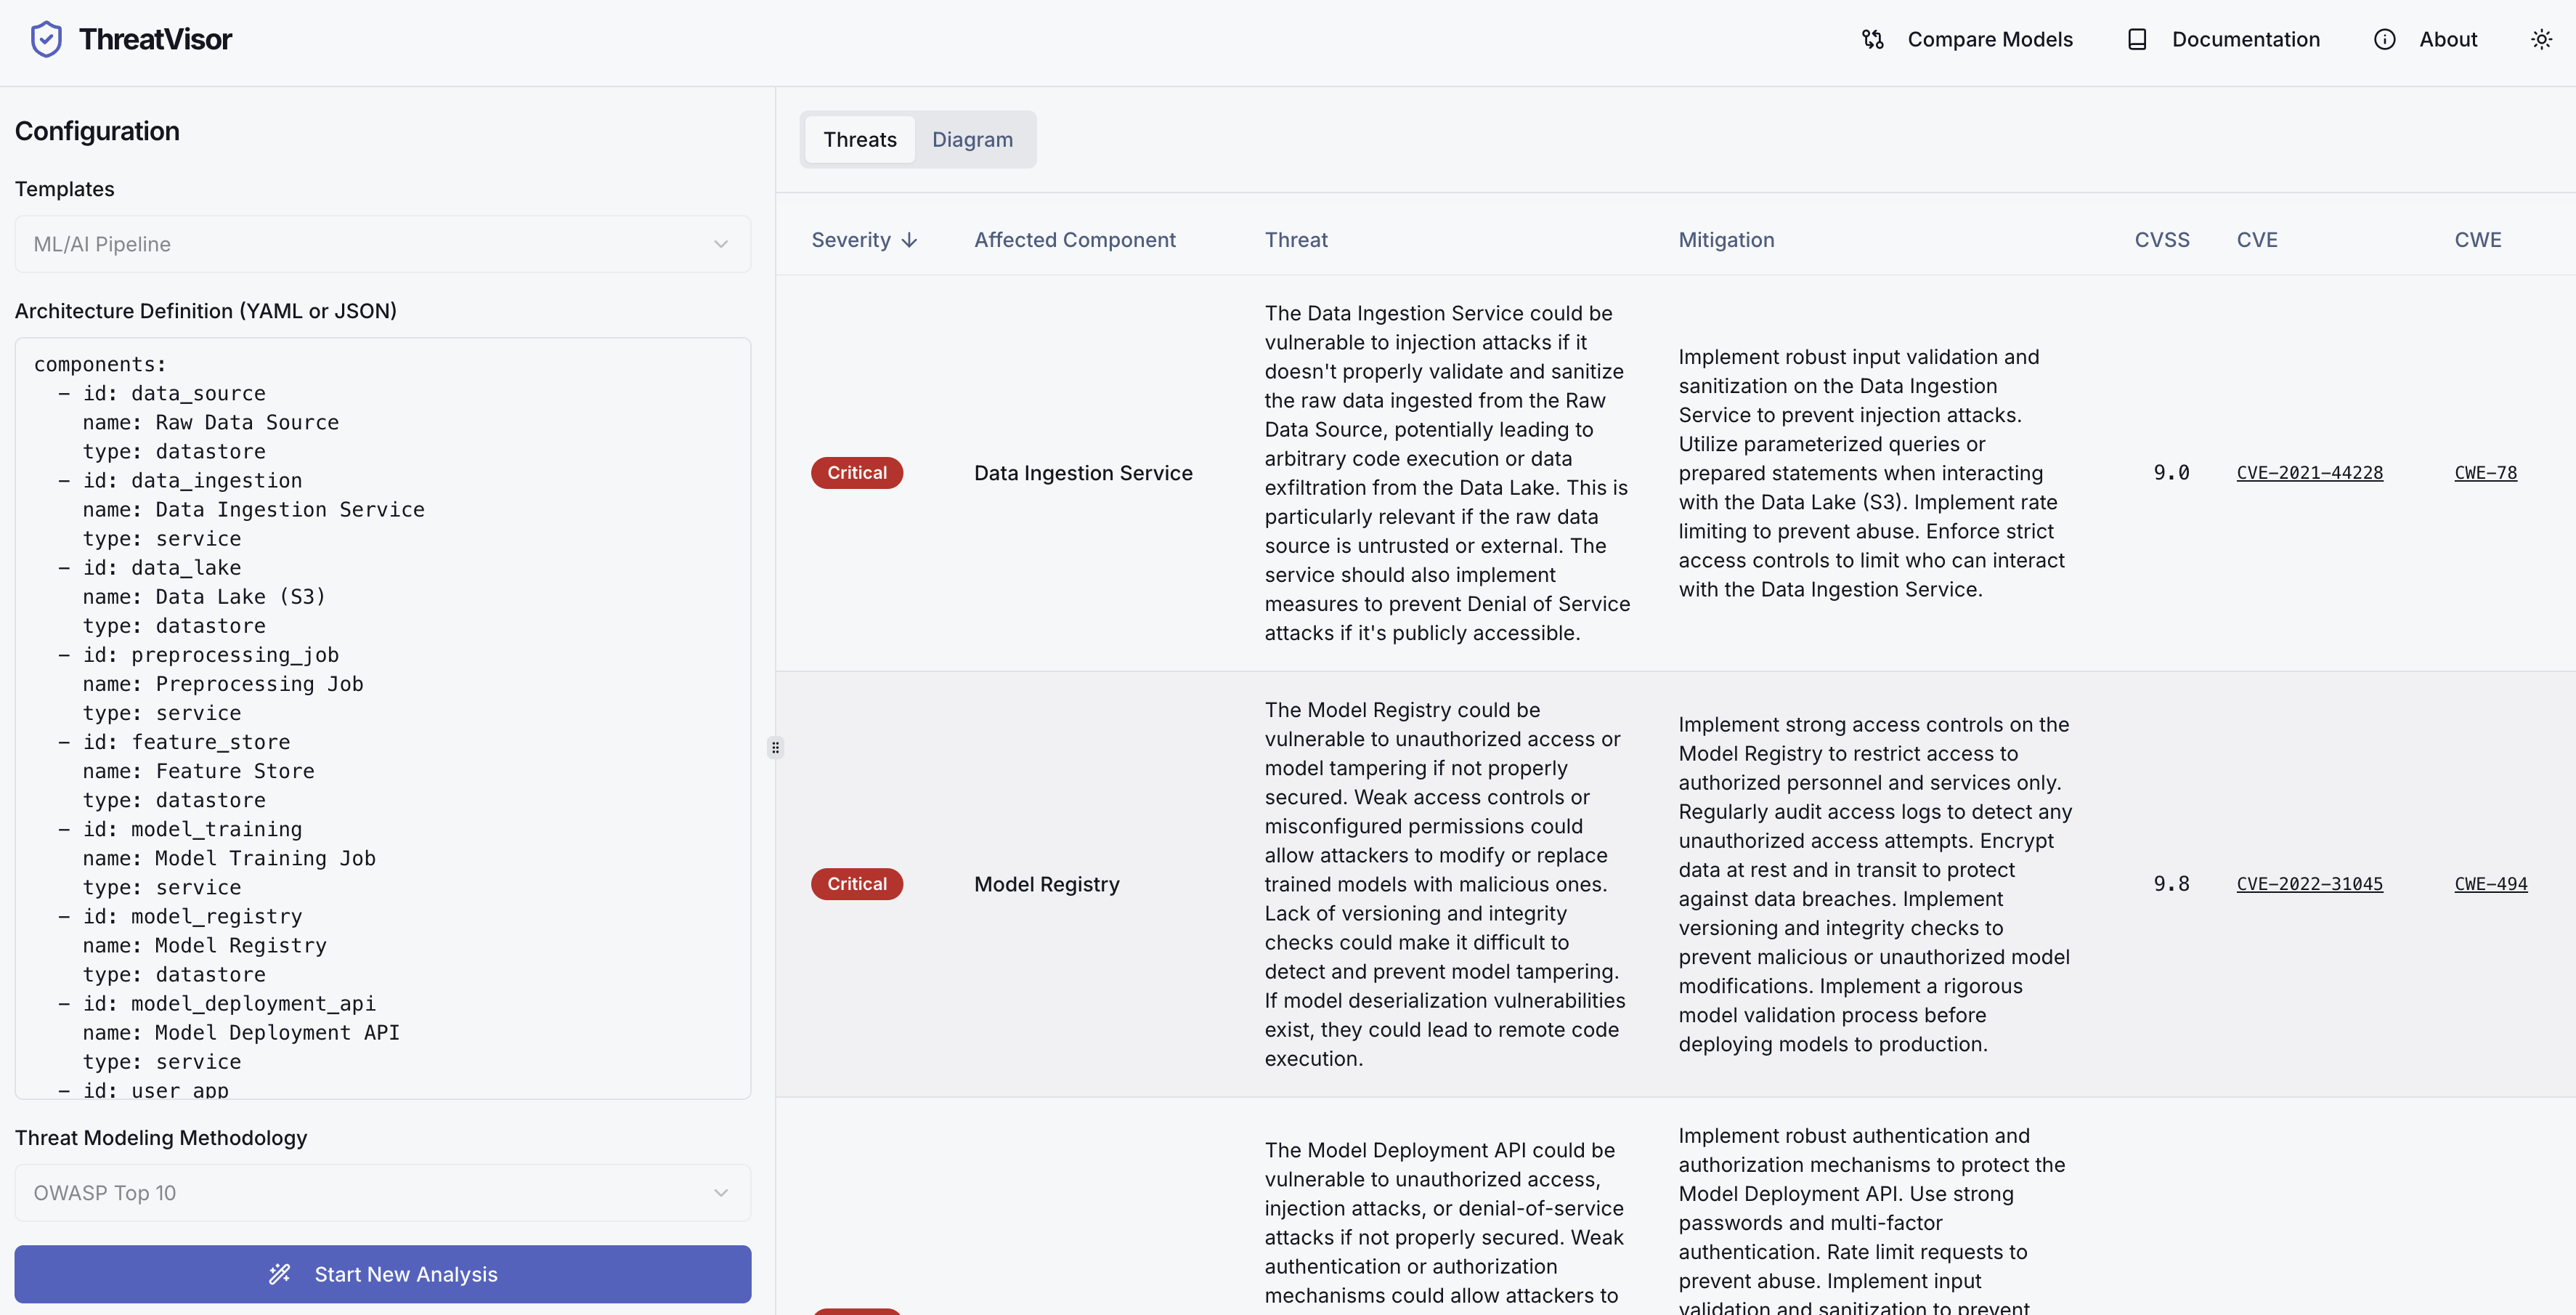 ThreatVisor
Compare Models
Documentation
About
Configuration
Templates
ML/AI Pipeline
Architecture Definition (YAML or JSON)
components:
  - id: data_source
    name: Raw Data Source
    type: datastore
  - id: data_ingestion
    name: Data Ingestion Service
    type: service
  - id: data_lake
    name: Data Lake (S3)
    type: datastore
  - id: preprocessing_job
    name: Preprocessing Job
    type: service
  - id: feature_store
    name: Feature Store
    type: datastore
  - id: model_training
    name: Model Training Job
    type: service
  - id: model_registry
    name: Model Registry
    type: datastore
  - id: model_deployment_api
    name: Model Deployment API
    type: service
  - id: user_app
Threat Modeling Methodology
OWASP Top 10
Start New Analysis
Threats
Diagram
Severity
Affected Component
Threat
Mitigation
CVSS
CVE
CWE
Critical
Data Ingestion Service
The Data Ingestion Service could be
vulnerable to injection attacks if it
doesn't properly validate and sanitize
the raw data ingested from the Raw
Data Source, potentially leading to
arbitrary code execution or data
exfiltration from the Data Lake. This is
particularly relevant if the raw data
source is untrusted or external. The
service should also implement
measures to prevent Denial of Service
attacks if it's publicly accessible.
Implement robust input validation and
sanitization on the Data Ingestion
Service to prevent injection attacks.
Utilize parameterized queries or
prepared statements when interacting
with the Data Lake (S3). Implement rate
limiting to prevent abuse. Enforce strict
access controls to limit who can interact
with the Data Ingestion Service.
9.0
CVE-2021-44228
CWE-78
Critical
Model Registry
The Model Registry could be
vulnerable to unauthorized access or
model tampering if not properly
secured. Weak access controls or
misconfigured permissions could
allow attackers to modify or replace
trained models with malicious ones.
Lack of versioning and integrity
checks could make it difficult to
detect and prevent model tampering.
If model deserialization vulnerabilities
exist, they could lead to remote code
execution.
Implement strong access controls on the
Model Registry to restrict access to
authorized personnel and services only.
Regularly audit access logs to detect any
unauthorized access attempts. Encrypt
data at rest and in transit to protect
against data breaches. Implement
versioning and integrity checks to
prevent malicious or unauthorized model
modifications. Implement a rigorous
model validation process before
deploying models to production.
9.8
CVE-2022-31045
CWE-494
The Model Deployment API could be
vulnerable to unauthorized access,
injection attacks, or denial-of-service
attacks if not properly secured. Weak
authentication or authorization
mechanisms could allow attackers to
Implement robust authentication and
authorization mechanisms to protect the
Model Deployment API. Use strong
passwords and multi-factor
authentication. Rate limit requests to
prevent abuse. Implement input
validation and sanitization to prevent